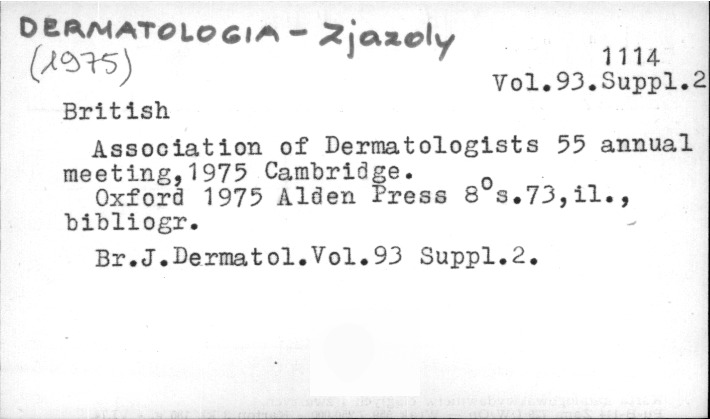 DERMATOLOGIA - Zjazdy
(1975)
1114
Vol.93.Suppl.2
British
Association of Dermatologists 55 annual
meeting,1975 Cambridge.
Oxford 1975 Alden Press 8°s.73,il.,
bibliogr.
Br.J.Dermatol.Vol.93 Suppl.2.